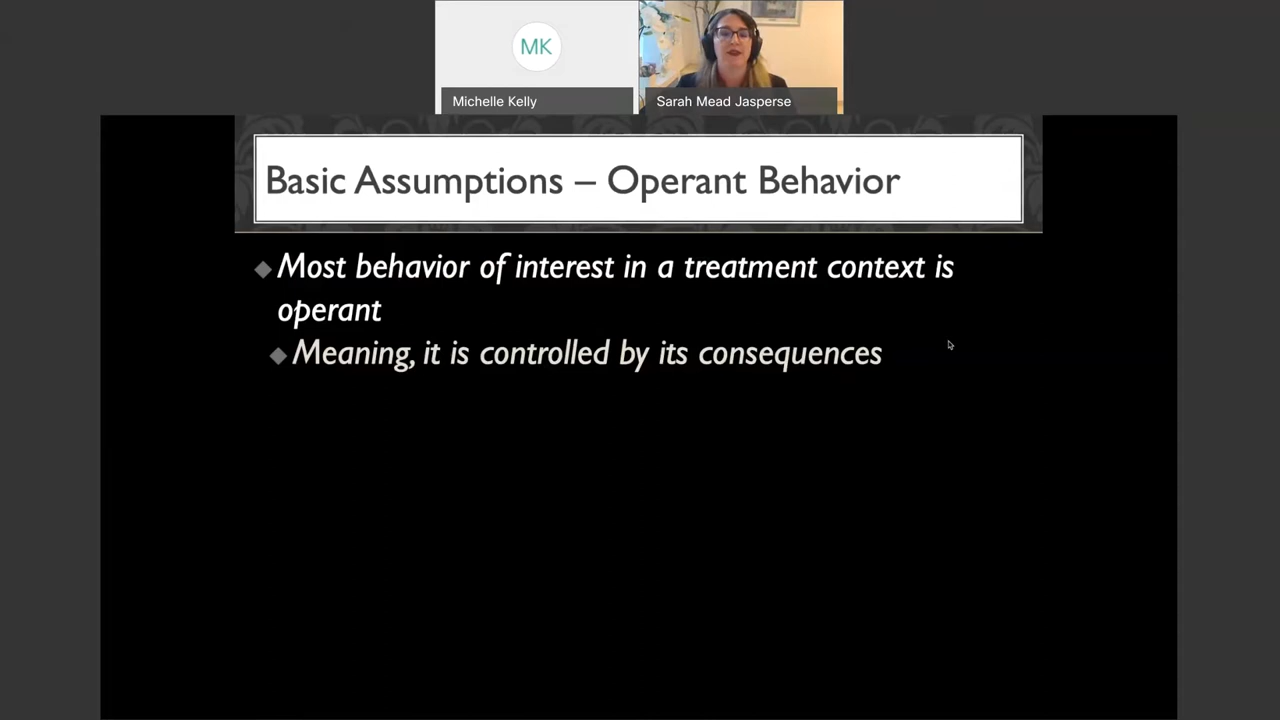 MK
Michelle Kelly
Sarah Mead Jasperse
Basic Assumptions – Operant Behavior
Most behavior of interest in a treatment context is
operant
Meaning, it is controlled by its consequences